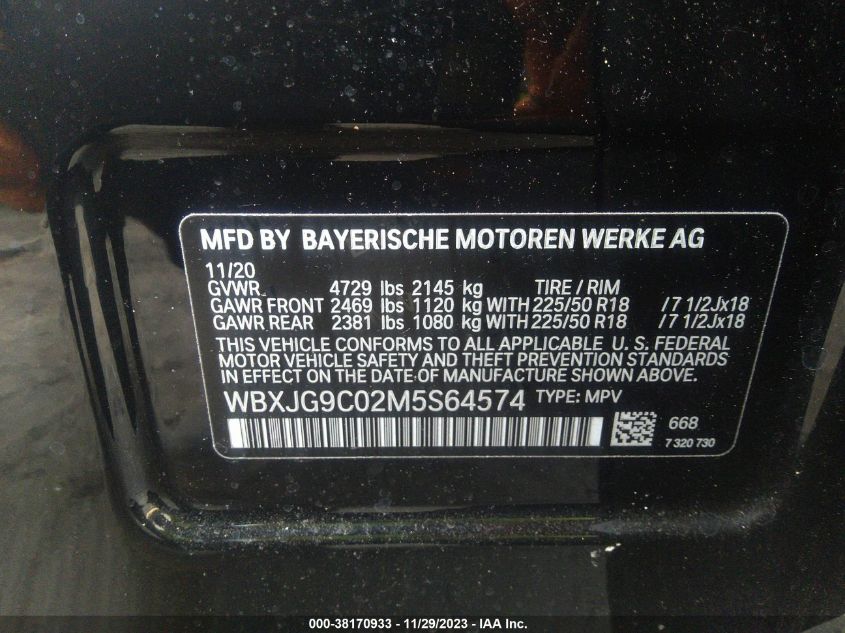 MFD BY BAYERISCHE MOTOREN WERKE AG
11/20
GVWR. 4729 lbs 2145 kg TIRE / RIM
GAWR FRONT 2469 lbs 1120 kg WITH 225/50 R18 /7 1/2Jx18
GAWR REAR 2381 lbs 1080 kg WITH 225/50 R18 /7 1/2Jx18
THIS VEHICLE CONFORMS TO ALL APPLICABLE U. S. FEDERAL
MOTOR VEHICLE SAFETY AND THEFT PREVENTION STANDARDS
IN EFFECT ON DATE OF MANUFACTURE SHOWN ABOVE.
WBXJG9C02M5S64574 TYPE: MPV
668
7 320 730
000-38170933 - 11/29/2023 - IAA Inc.